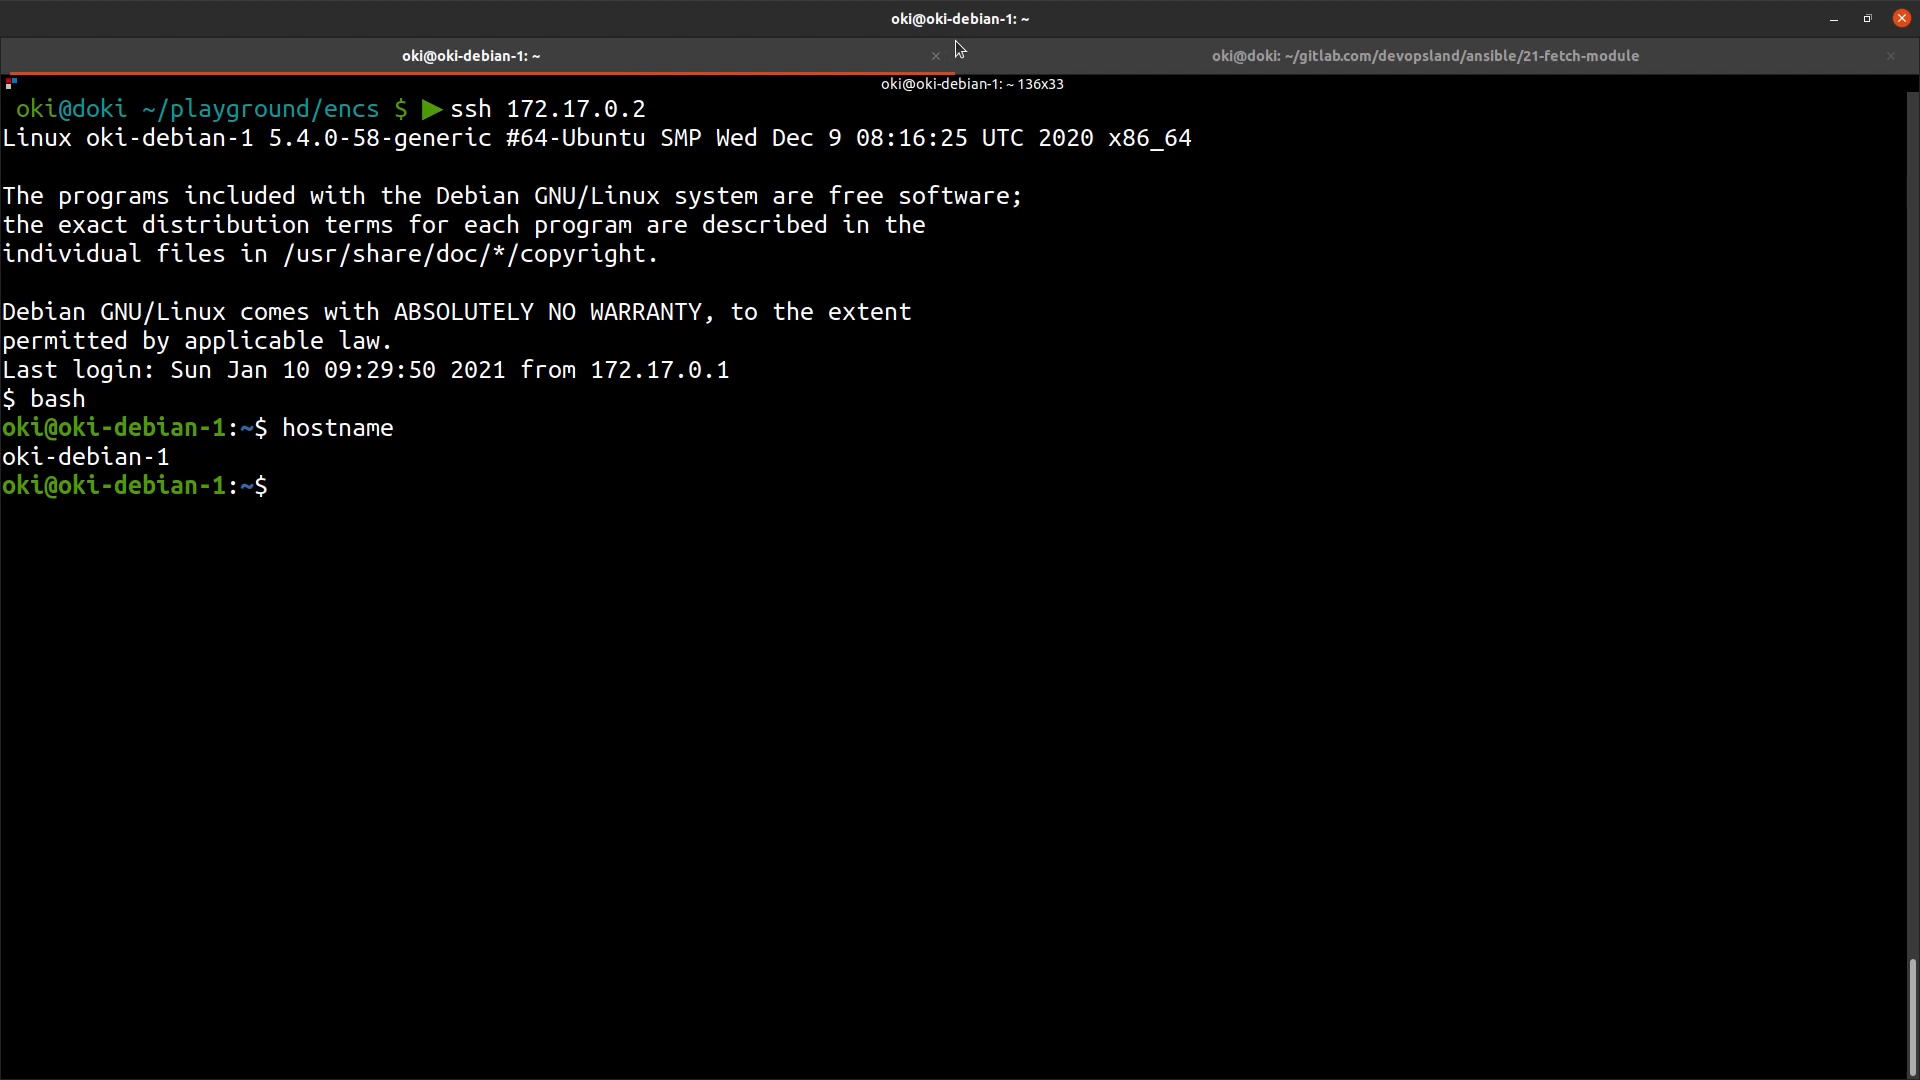 oki@oki-debian-1: ~
oki@oki-debian-1: ~
oki@doki: ~/gitlab.com/devopsland/ansible/21-fetch-module
oki@oki-debian-1: ~ 136x33
oki@doki ~/playground/encs $ ▶ssh 172.17.0.2
Linux oki-debian-1 5.4.0-58-generic #64-Ubuntu SMP Wed Dec 9 08:16:25 UTC 2020 x86_64
The programs included with the Debian GNU/Linux system are free software;
the exact distribution terms for each program are described in the
individual files in /usr/share/doc/*/copyright.
Debian GNU/Linux comes with ABSOLUTELY NO WARRANTY, to the extent
permitted by applicable law.
Last login: Sun Jan 10 09:29:50 2021 from 172.17.0.1
$ bash
oki@oki-debian-1:~$ hostname
oki-debian-1
oki@oki-debian-1:~$